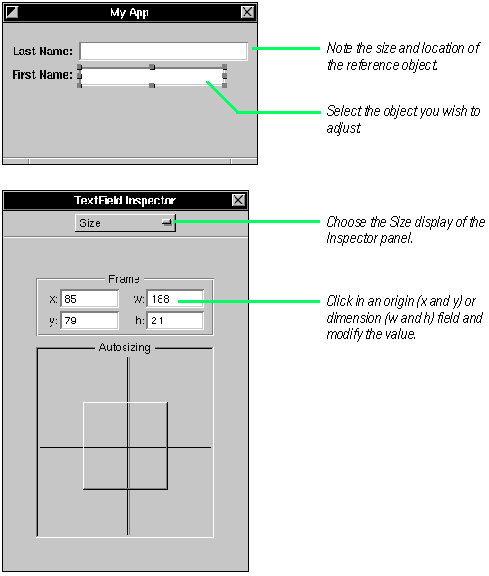 My App
Last Name:
Note the size and location of
the reference object.
First Name:
Select the object you wish to
adjust.
TextField Inspector
Size
Choose the Size display of the
Inspector panel.
Frame
x: 85 w: 188
y: 79 h: 21
Click in an origin (x and y) or
dimension (w and h) field and
modify the value.
Autosizing